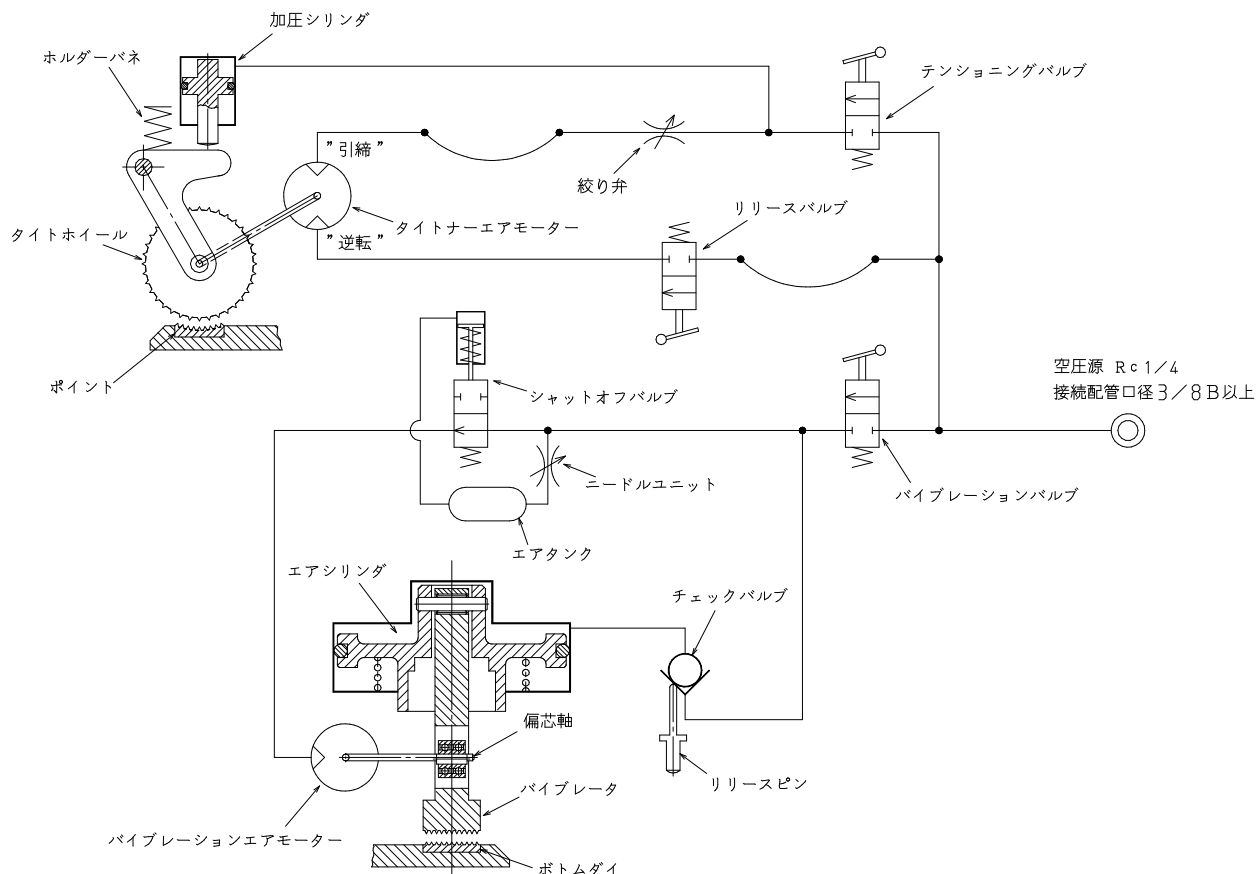 加圧シリンダ
ホルダーバネ
テンショニングバルブ
"引締"
絞り弁
リリースバルブ
タイトナーエアモーター
タイトホイール
"逆転"
空圧源 Rc1/4
接続配管口径3/8B以上
ポイント
シャットオフバルブ
ニードルユニット
バイブレーションバルブ
エアタンク
エアシリンダ
チェックバルブ
偏芯軸
リリースピン
バイブレータ
バイブレーションエアモーター
ボトムダイ